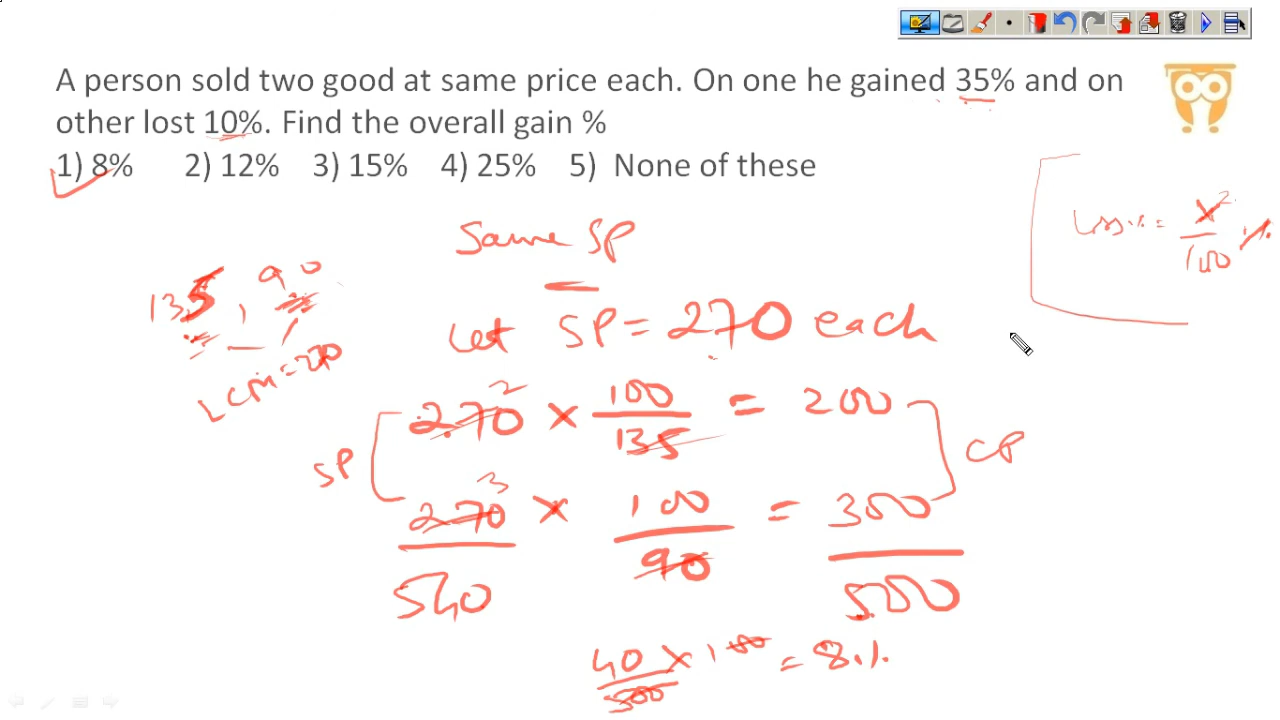 A person sold two good at same price each. On one he gained 35% and on
other lost 10%. Find the overall gain %
1) 8% 2) 12% 3) 15% 4) 25% 5) None of these
Same SP
Loss% = x²/100 %
135, 90
LCM = 270
Let SP = 270 each
270 2 × 100/135 = 200
SP CP
270 3 × 100/90 = 300
540 500
40/500 × 100 = 8%